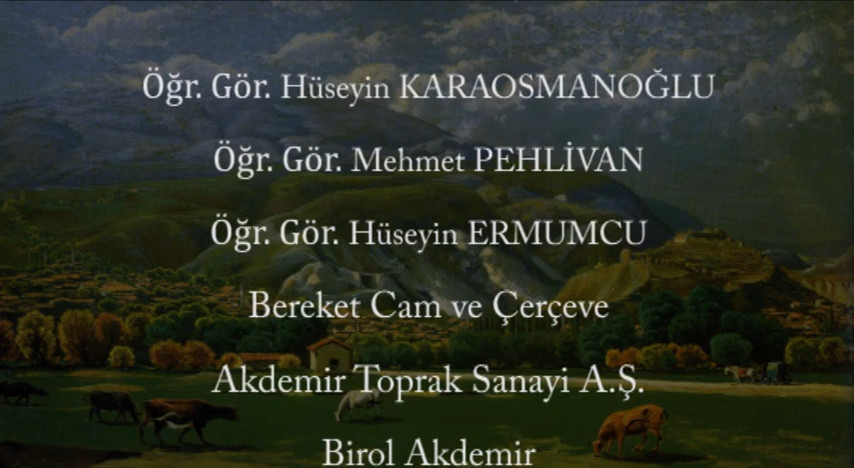 Öğr. Gör. Hüseyin KARAOSMANOĞLU
Öğr. Gör. Mehmet PEHLİVAN
Öğr. Gör. Hüseyin ERMUMCU
Bereket Cam ve Çerçeve
Akdemir Toprak Sanayi A.Ş.
Birol Akdemir